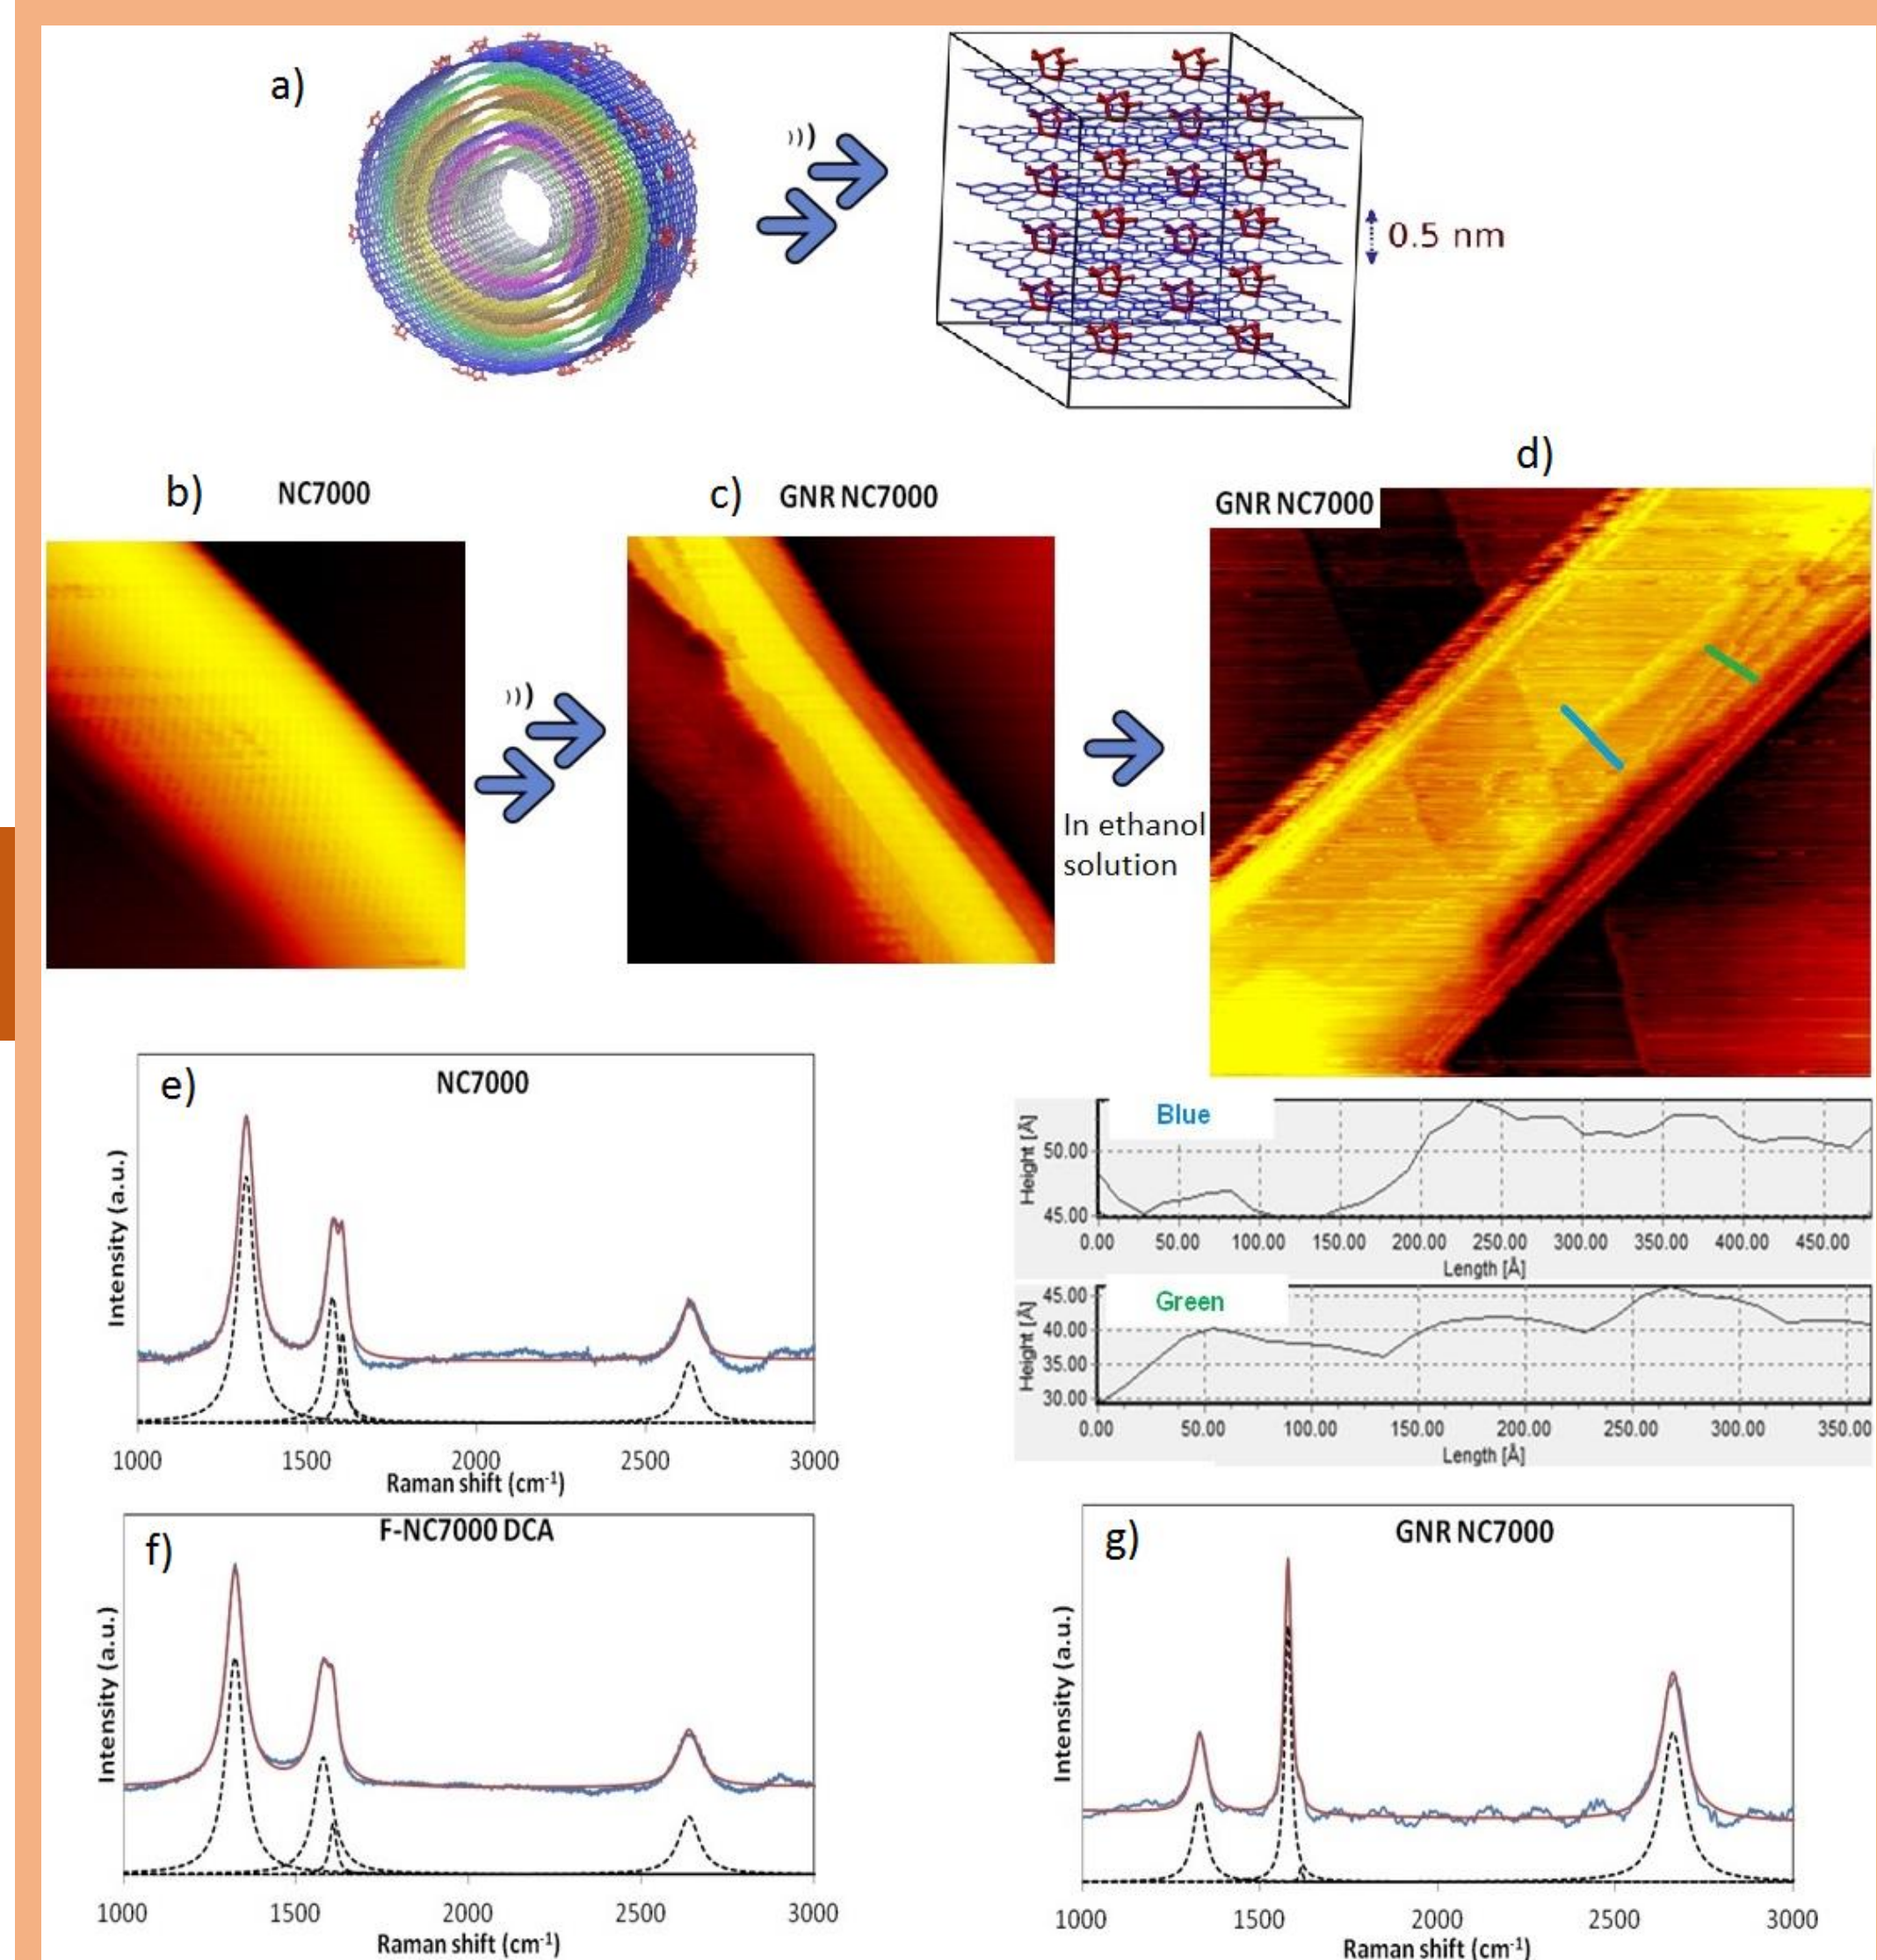 a)
)))
0.5 nm
b)
NC7000
c)
GNR NC7000
d)
GNR NC7000
)))
In ethanol
solution
e)
NC7000
Intensity (a.u.)
1000 1500 2000 2500 3000
Raman shift (cm⁻¹)
Blue
Height [Å]
50.00
45.00
0.00 50.00 100.00 150.00 200.00 250.00 300.00 350.00 400.00 450.00
Length [Å]
Green
Height [Å]
45.00
40.00
35.00
30.00
0.00 50.00 100.00 150.00 200.00 250.00 300.00 350.00
Length [Å]
f)
F-NC7000 DCA
Intensity (a.u.)
1000 1500 2000 2500 3000
Raman shift (cm⁻¹)
g)
GNR NC7000
Intensity (a.u.)
1000 1500 2000 2500 3000
Raman shift (cm⁻¹)